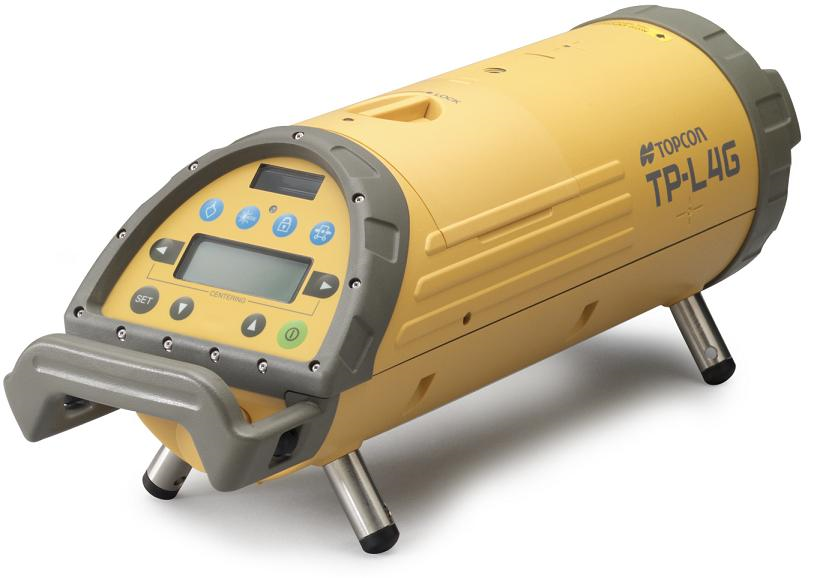 LOCK
TOPCON
TP-L4G
CENTERING
SET